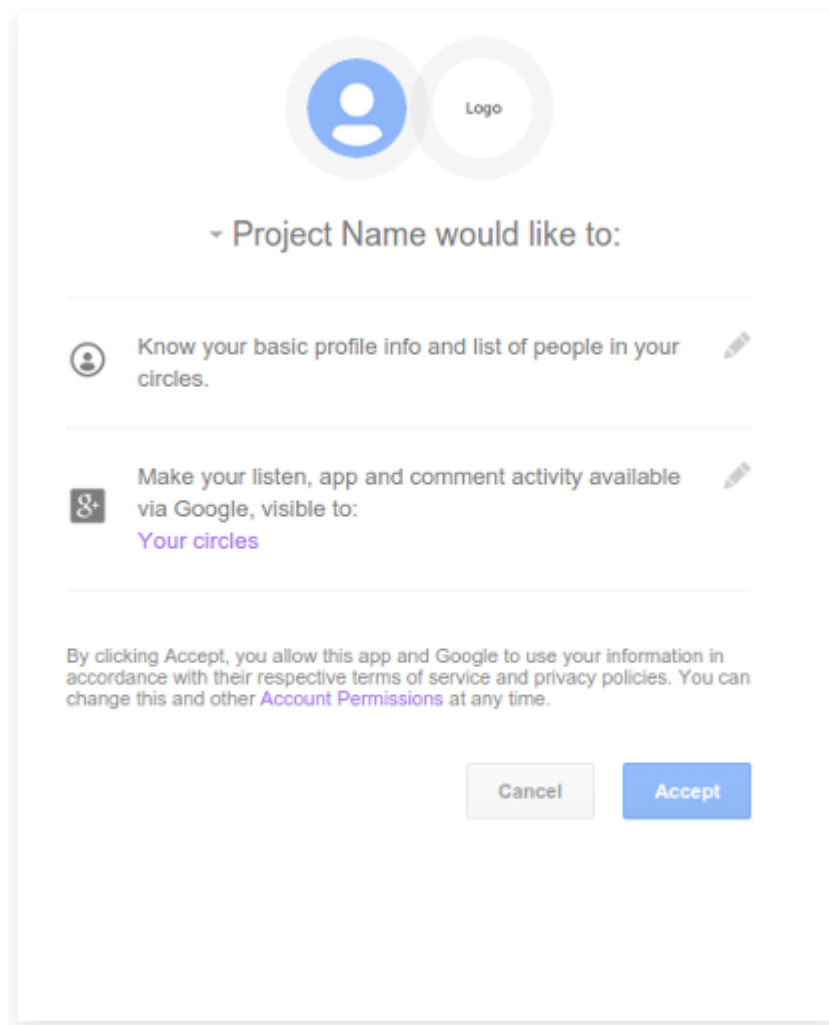 Logo
Project Name would like to:
Know your basic profile info and list of people in your
circles.
Make your listen, app and comment activity available
g+ via Google, visible to:
Your circles
By clicking Accept, you allow this app and Google to use your information in
accordance with their respective terms of service and privacy policies. You can
change this and other Account Permissions at any time.
Cancel Accept